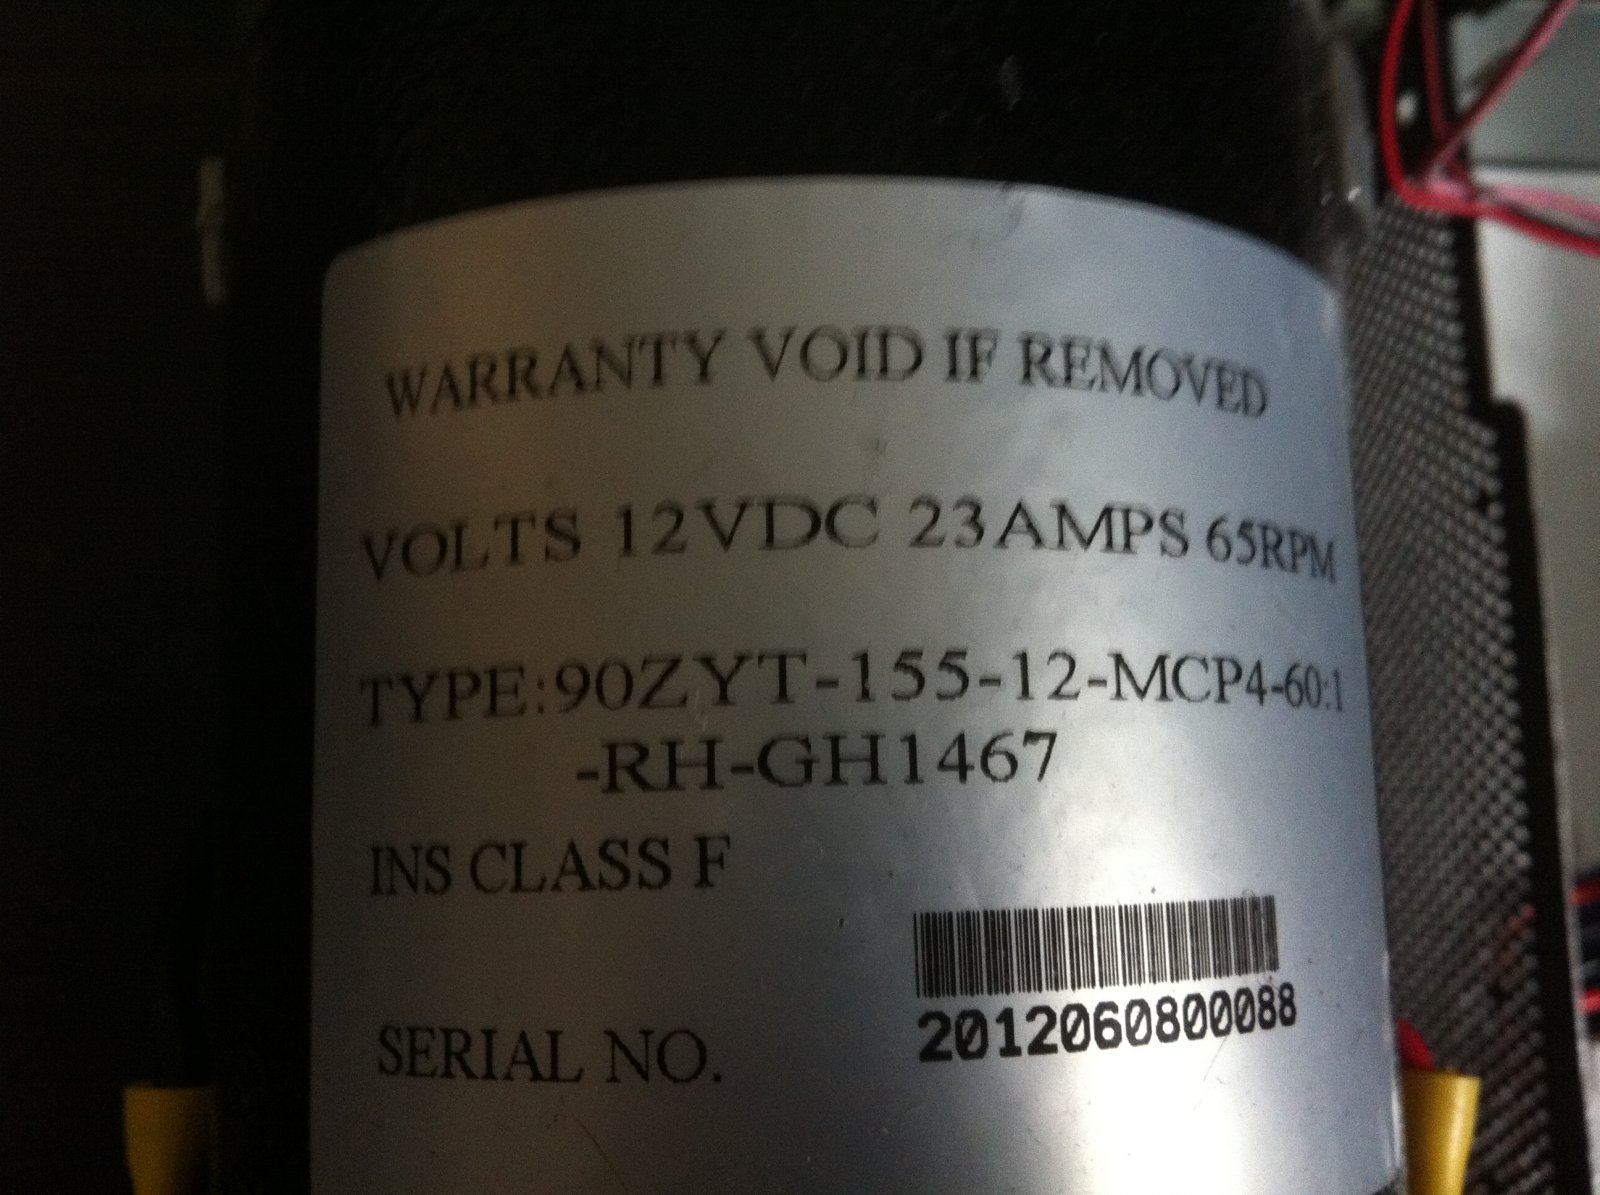 WARRANTY VOID IF REMOVED
VOLTS 12VDC 23AMPS 65RPM
TYPE:90ZYT-155-12-MCP4-60:1
-RH-GH1467
INS CLASS F
2012060800088
SERIAL NO.